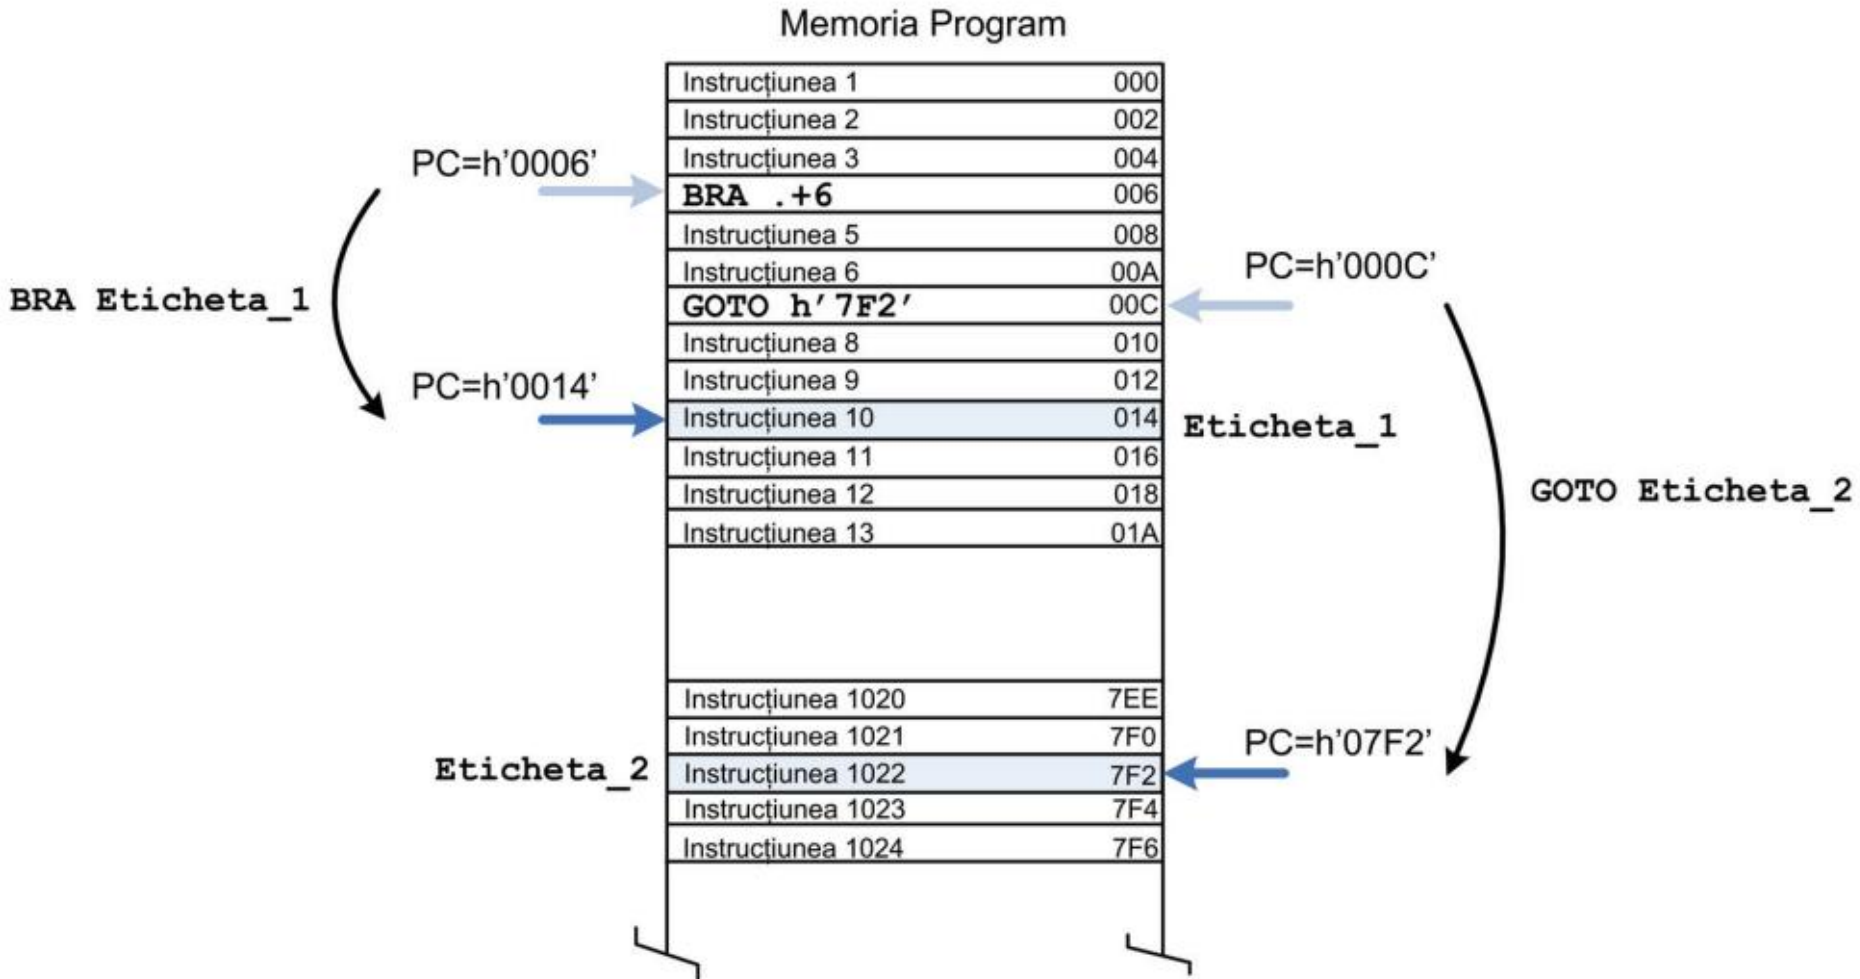 Memoria Program
Instrucțiunea 1 000
Instrucțiunea 2 002
PC=h'0006'
Instrucțiunea 3 004
BRA .+6 006
Instrucțiunea 5 008
Instrucțiunea 6 00A
PC=h'000C'
BRA Eticheta_1
GOTO h'7F2' 00C
Instrucțiunea 8 010
PC=h'0014'
Instrucțiunea 9 012
Instrucțiunea 10 014
Eticheta_1
Instrucțiunea 11 016
Instrucțiunea 12 018
GOTO Eticheta_2
Instrucțiunea 13 01A
Instrucțiunea 1020 7EE
Instrucțiunea 1021 7F0
PC=h'07F2'
Eticheta_2
Instrucțiunea 1022 7F2
Instrucțiunea 1023 7F4
Instrucțiunea 1024 7F6